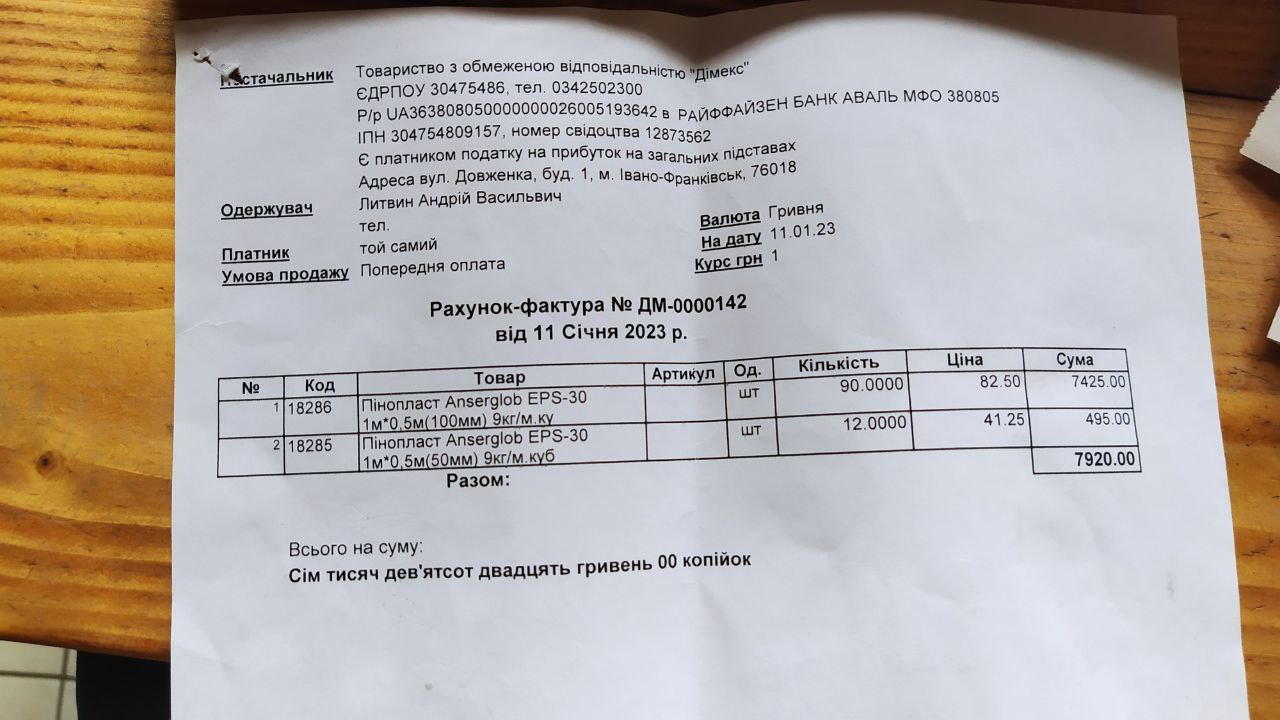 Постачальник Товариство з обмеженою відповідальністю "Дімекс"
ЄДРПОУ 30475486, тел. 0342502300
Р/р UA363808050000000026005193642 в РАЙФФАЙЗЕН БАНК АВАЛЬ МФО 380805
ІПН 304754809157, номер свідоцтва 12873562
Є платником податку на прибуток на загальних підставах
Адреса вул. Довженка, буд. 1, м. Івано-Франківськ, 76018
Одержувач Литвин Андрій Васильвич
тел.
Платник той самий
Умова продажу Попередня оплата
Валюта Гривня
На дату 11.01.23
Курс грн 1
Рахунок-фактура № ДМ-0000142
від 11 Січня 2023 р.
№ Код Товар Артикул Од. Кількість Ціна Сума
1 18286 Пінопласт Anserglob EPS-30 шт 90.0000 82.50 7425.00
1м*0,5м(100мм) 9кг/м.ку
2 18285 Пінопласт Anserglob EPS-30 шт 12.0000 41.25 495.00
1м*0,5м(50мм) 9кг/м.куб
Разом: 7920.00
Всього на суму:
Сім тисяч дев'ятсот двадцять гривень 00 копійок